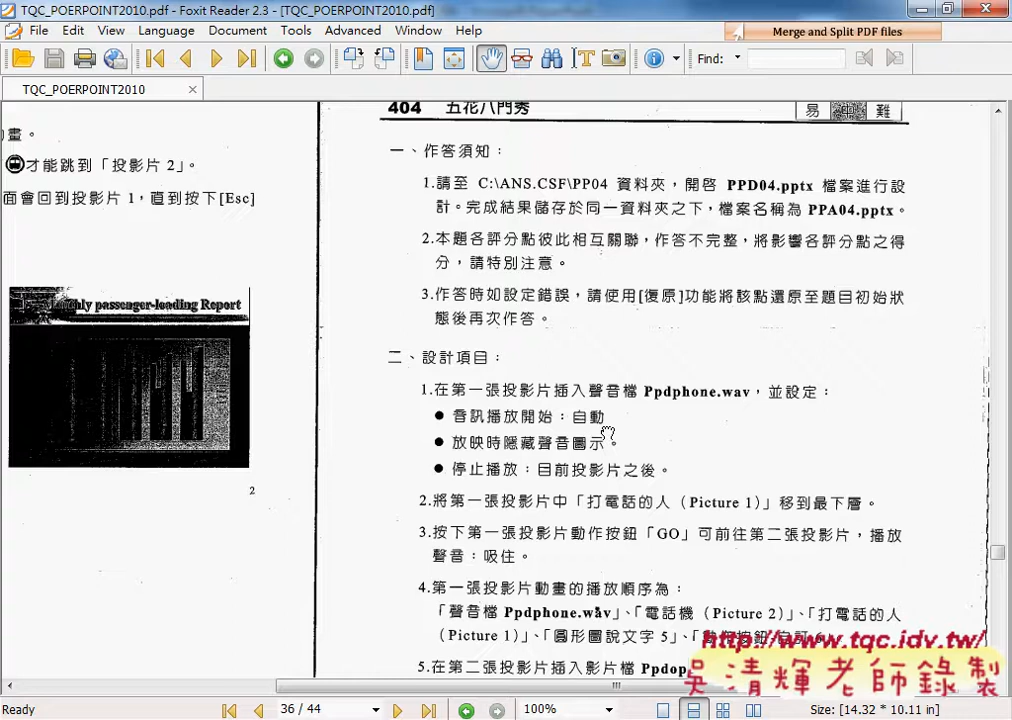 TQC_POERPOINT2010.pdf - Foxit Reader 2.3 - [TQC_POERPOINT2010.pdf]
File Edit View Language Document Tools Advanced Window Help
Merge and Split PDF files
Find:
TQC_POERPOINT2010
畫。
才能跳到「投影片 2」。
面會回到投影片 1，直到按下[Esc]
Monthly passenger-loading Report
2
404 五花八門秀
易 中 難
一、作答須知：
1.請至 C:\ANS.CSF\PP04 資料夾，開啓 PPD04.pptx 檔案進行設
計。完成結果儲存於同一資料夾之下，檔案名稱為 PPA04.pptx。
2.本題各評分點彼此相互關聯，作答不完整，將影響各評分點之得
分，請特別注意。
3.作答時如設定錯誤，請使用[復原]功能將該點還原至題目初始狀
態後再次作答。
二、設計項目：
1.在第一張投影片插入聲音檔 Ppdphone.wav，並設定：
● 音訊播放開始：自動
● 放映時隱藏聲音圖示。
● 停止播放：目前投影片之後。
2.將第一張投影片中「打電話的人（Picture 1）」移到最下層。
3.按下第一張投影片動作按鈕「GO」可前往第二張投影片，播放
聲音：吸住。
4.第一張投影片動畫的播放順序為：
「聲音檔 Ppdphone.wav」、「電話機（Picture 2）」、「打電話的人
（Picture 1）」、「圓形圖說文字 5」、「動作按鈕:自訂
5.在第二張投影片插入影片檔 Ppdop
http://www.tqc.idv.tw/
吳清輝老師錄製
Ready
36 / 44
100%
Size: [14.32 * 10.11 in]